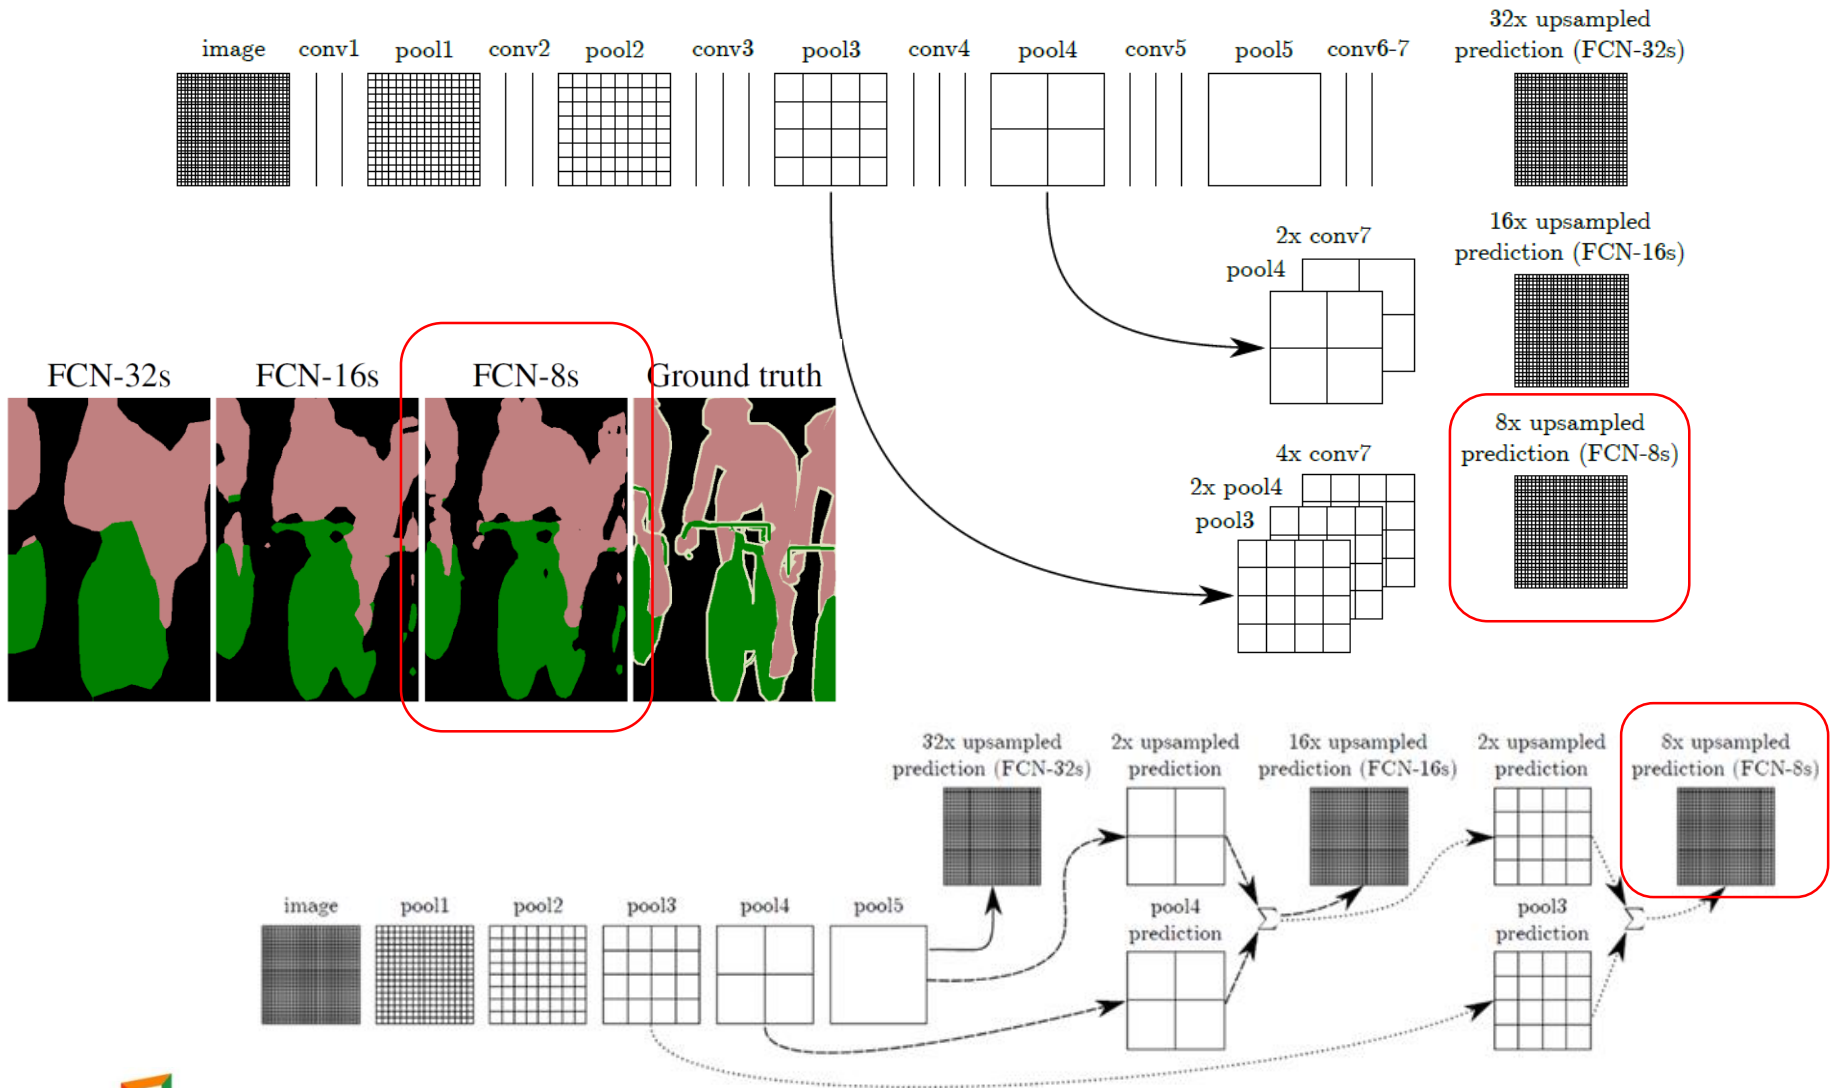 32x upsampled
image conv1 pool1 conv2 pool2 conv3 pool3 conv4 pool4 conv5 pool5 conv6-7 prediction (FCN-32s)
16x upsampled
2x conv7 prediction (FCN-16s)
pool4
8x upsampled
4x conv7 prediction (FCN-8s)
2x pool4
pool3
FCN-32s FCN-16s FCN-8s Ground truth
32x upsampled 2x upsampled 16x upsampled 2x upsampled 8x upsampled
prediction (FCN-32s) prediction prediction (FCN-16s) prediction prediction (FCN-8s)
image pool1 pool2 pool3 pool4 pool5 pool4 pool3
Σ Σ
prediction prediction